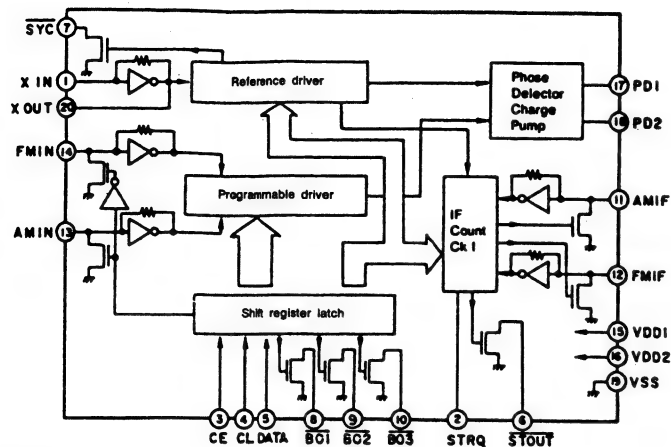 SYC 7
X IN 1
X OUT 20
FMIN 14
AMIN 13
Reference driver
Programmable driver
Shift register latch
Phase
Delector
Charge
Pump
IF
Count
Ck I
17 PD1
18 PD2
11 AMIF
12 FMIF
15 VDD1
16 VDD2
19 VSS
3 4 5 8 9 10 2 6
CE CL DATA BO1 BO2 BO3 STRQ STOUT